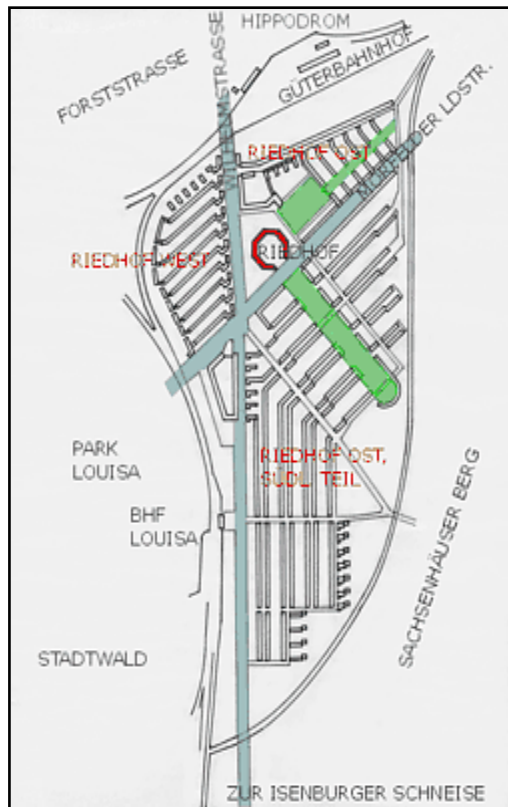 HIPPODROM
FORSTSTRASSE
WILHELMSTRASSE
GÜTERBAHNHOF
RIEDHOF OST
MÖRFELDER LDSTR.
RIEDHOF WEST
RIEDHOF
PARK
LOUISA
RIEDHOF OST,
SÜDL. TEIL
BHF
LOUISA
SACHSENHÄUSER BERG
STADTWALD
ZUR ISENBURGER SCHNEISE